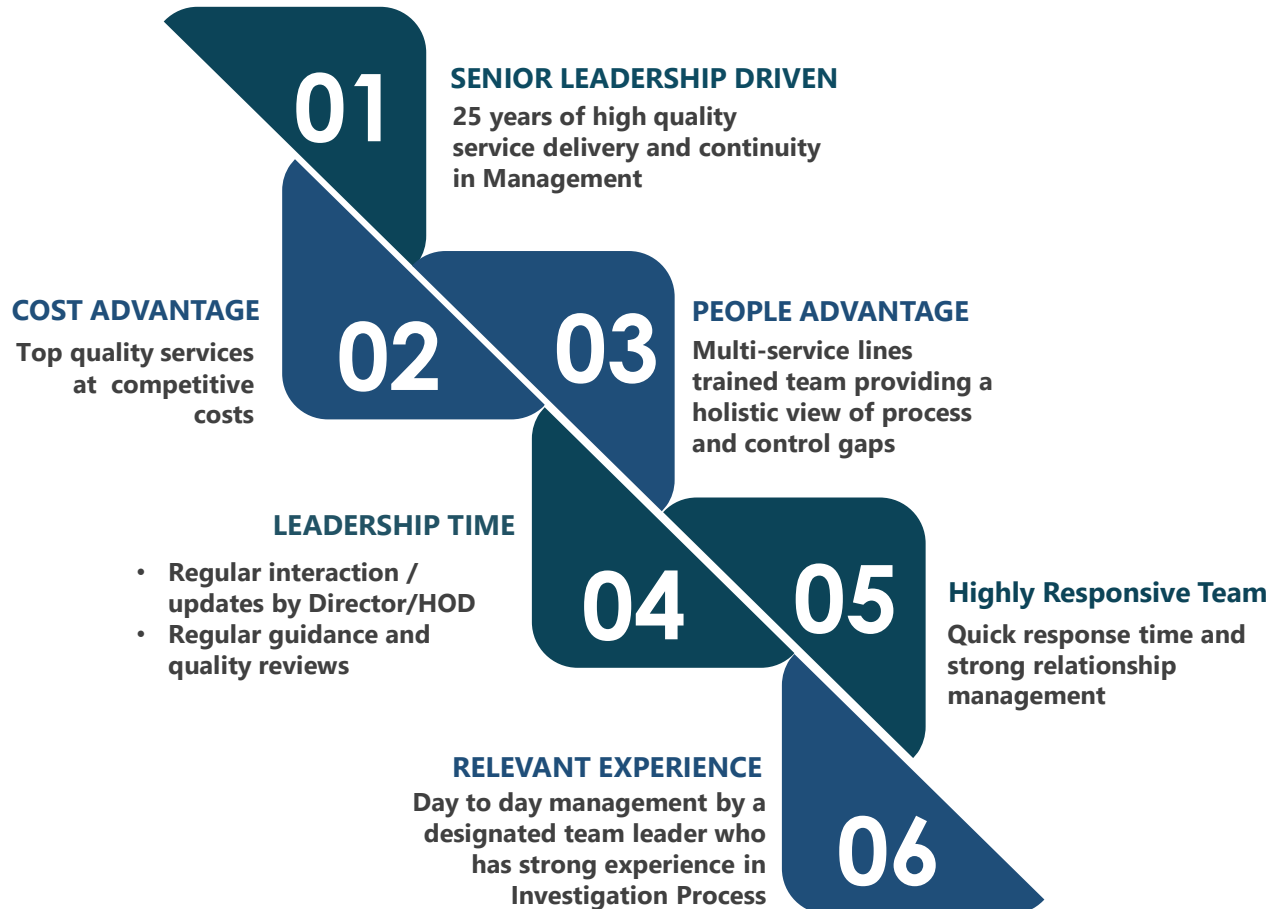 01
SENIOR LEADERSHIP DRIVEN
25 years of high quality
service delivery and continuity
in Management
02
COST ADVANTAGE
Top quality services
at competitive
costs
03
PEOPLE ADVANTAGE
Multi-service lines
trained team providing a
holistic view of process
and control gaps
04
LEADERSHIP TIME
• Regular interaction /
updates by Director/HOD
• Regular guidance and
quality reviews
05
Highly Responsive Team
Quick response time and
strong relationship
management
06
RELEVANT EXPERIENCE
Day to day management by a
designated team leader who
has strong experience in
Investigation Process